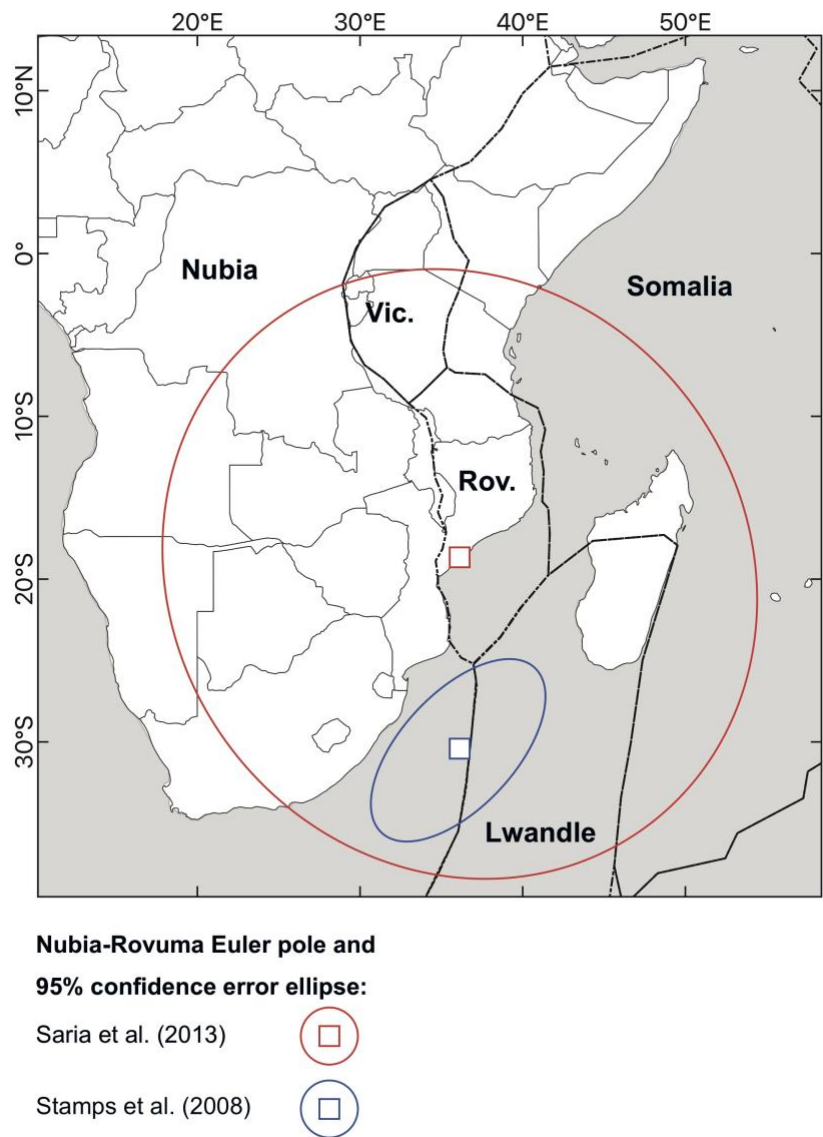 20°E 30°E 40°E 50°E
10°N
0°
10°S
20°S
30°S
Nubia
Somalia
Vic.
Rov.
Lwandle
Nubia-Rovuma Euler pole and
95% confidence error ellipse:
Saria et al. (2013)
Stamps et al. (2008)